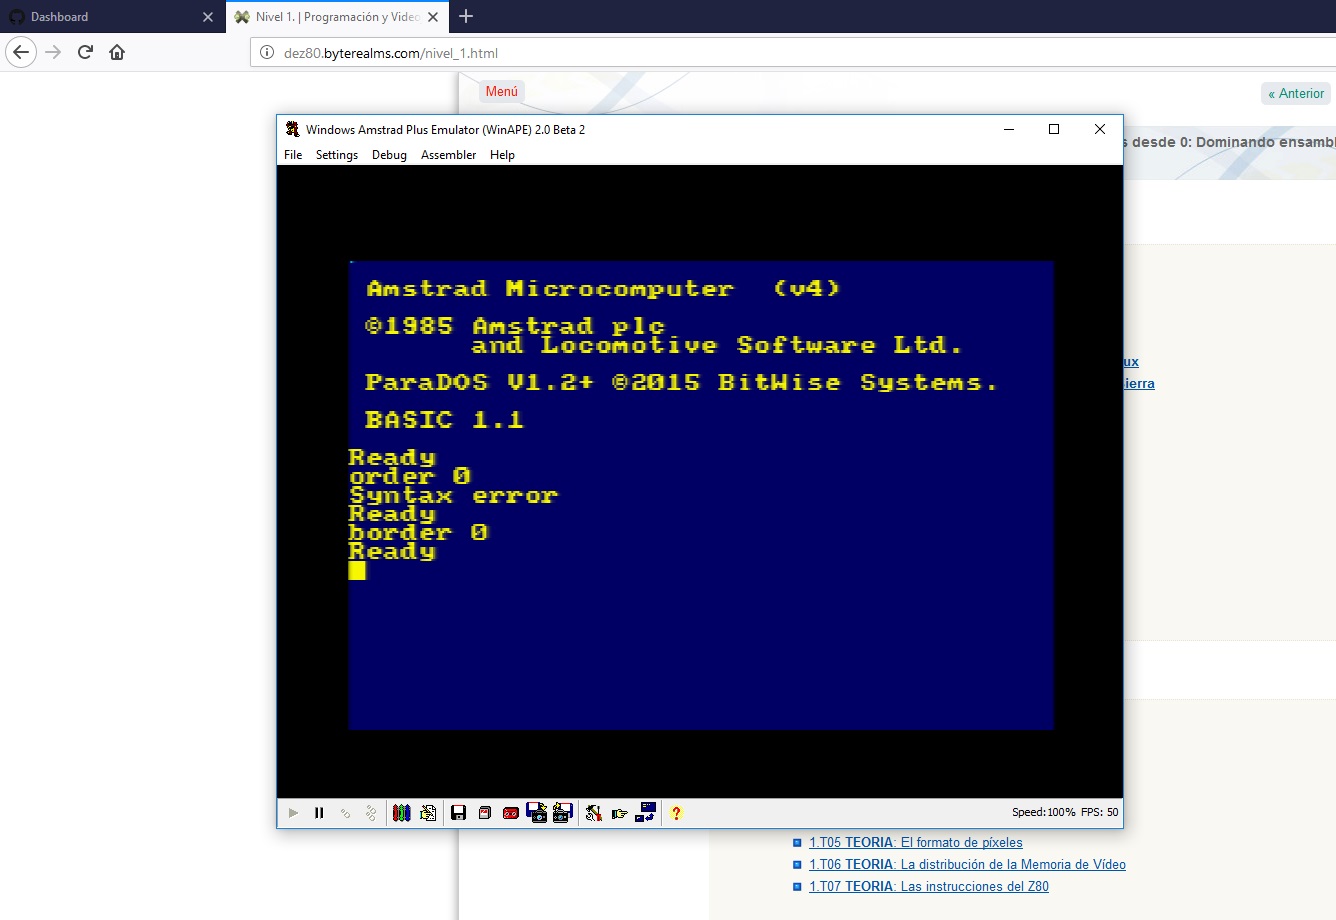 Dashboard
Nivel 1. | Programación y Video
dez80.byterealms.com/nivel_1.html
Menú
« Anterior
Windows Amstrad Plus Emulator (WinAPE) 2.0 Beta 2
desde 0: Dominando ensambl
File Settings Debug Assembler Help
Amstrad Microcomputer (v4)
©1985 Amstrad plc
and Locomotive Software Ltd.
ux
ParaDOS V1.2+ ©2015 BitWise Systems.
ierra
BASIC 1.1
Ready
order 0
Syntax error
Ready
border 0
Ready
Speed:100% FPS: 50
1.T05 TEORIA: El formato de píxeles
1.T06 TEORIA: La distribución de la Memoria de Vídeo
1.T07 TEORIA: Las instrucciones del Z80